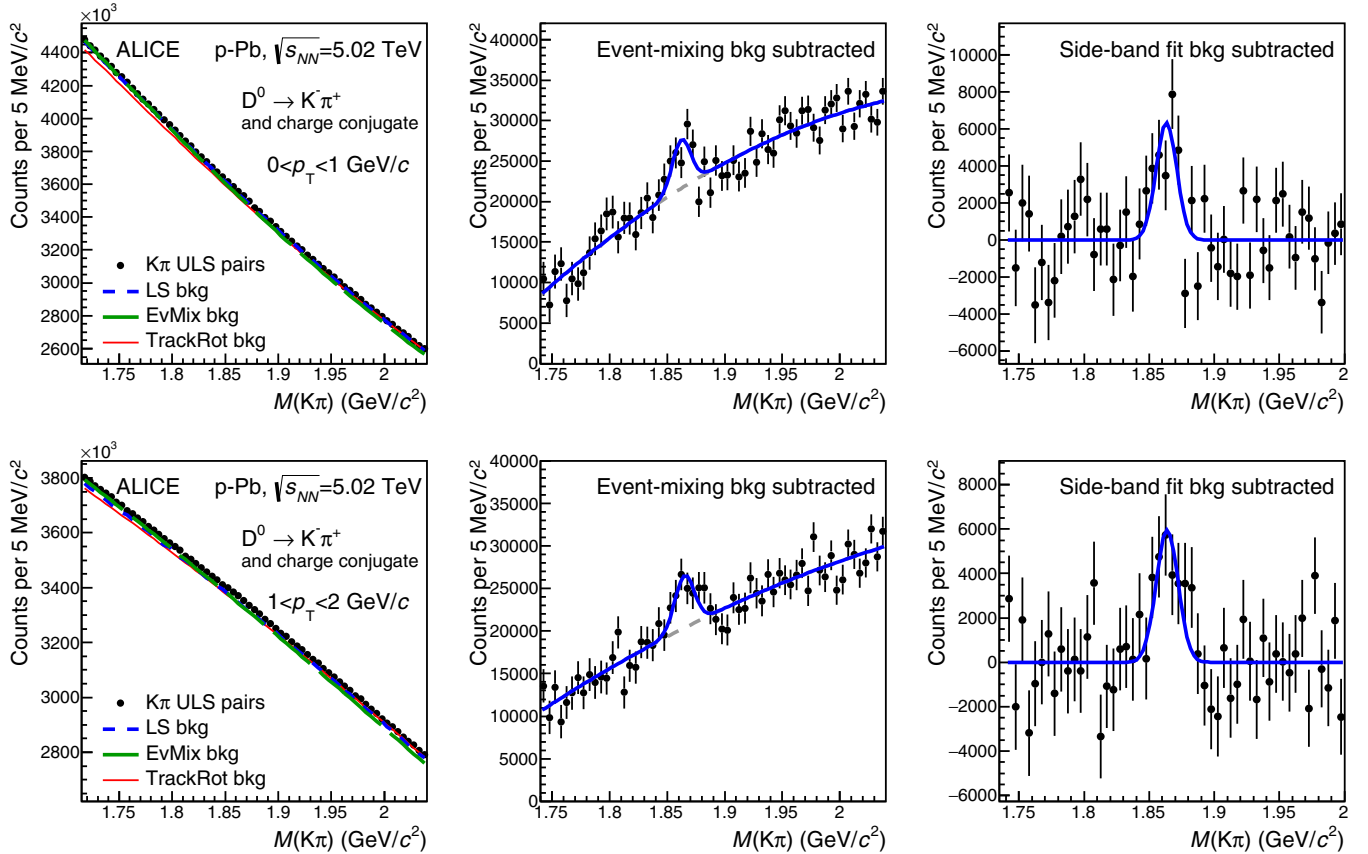 ×10³
Counts per 5 MeV/c²
4400
4200
4000
3800
3600
3400
3200
3000
2800
2600
ALICE p-Pb, √sNN=5.02 TeV
D⁰ → K⁻π⁺
and charge conjugate
0<pT<1 GeV/c
Kπ ULS pairs
LS bkg
EvMix bkg
TrackRot bkg
1.75 1.8 1.85 1.9 1.95 2
M(Kπ) (GeV/c²)
Counts per 5 MeV/c²
40000
35000
30000
25000
20000
15000
10000
5000
0
Event-mixing bkg subtracted
1.75 1.8 1.85 1.9 1.95 2
M(Kπ) (GeV/c²)
Counts per 5 MeV/c²
10000
8000
6000
4000
2000
0
−2000
−4000
−6000
Side-band fit bkg subtracted
1.75 1.8 1.85 1.9 1.95 2
M(Kπ) (GeV/c²)
×10³
Counts per 5 MeV/c²
3800
3600
3400
3200
3000
2800
ALICE p-Pb, √sNN=5.02 TeV
D⁰ → K⁻π⁺
and charge conjugate
1<pT<2 GeV/c
Kπ ULS pairs
LS bkg
EvMix bkg
TrackRot bkg
1.75 1.8 1.85 1.9 1.95 2
M(Kπ) (GeV/c²)
Counts per 5 MeV/c²
40000
35000
30000
25000
20000
15000
10000
5000
0
Event-mixing bkg subtracted
1.75 1.8 1.85 1.9 1.95 2
M(Kπ) (GeV/c²)
Counts per 5 MeV/c²
8000
6000
4000
2000
0
−2000
−4000
−6000
Side-band fit bkg subtracted
1.75 1.8 1.85 1.9 1.95 2
M(Kπ) (GeV/c²)